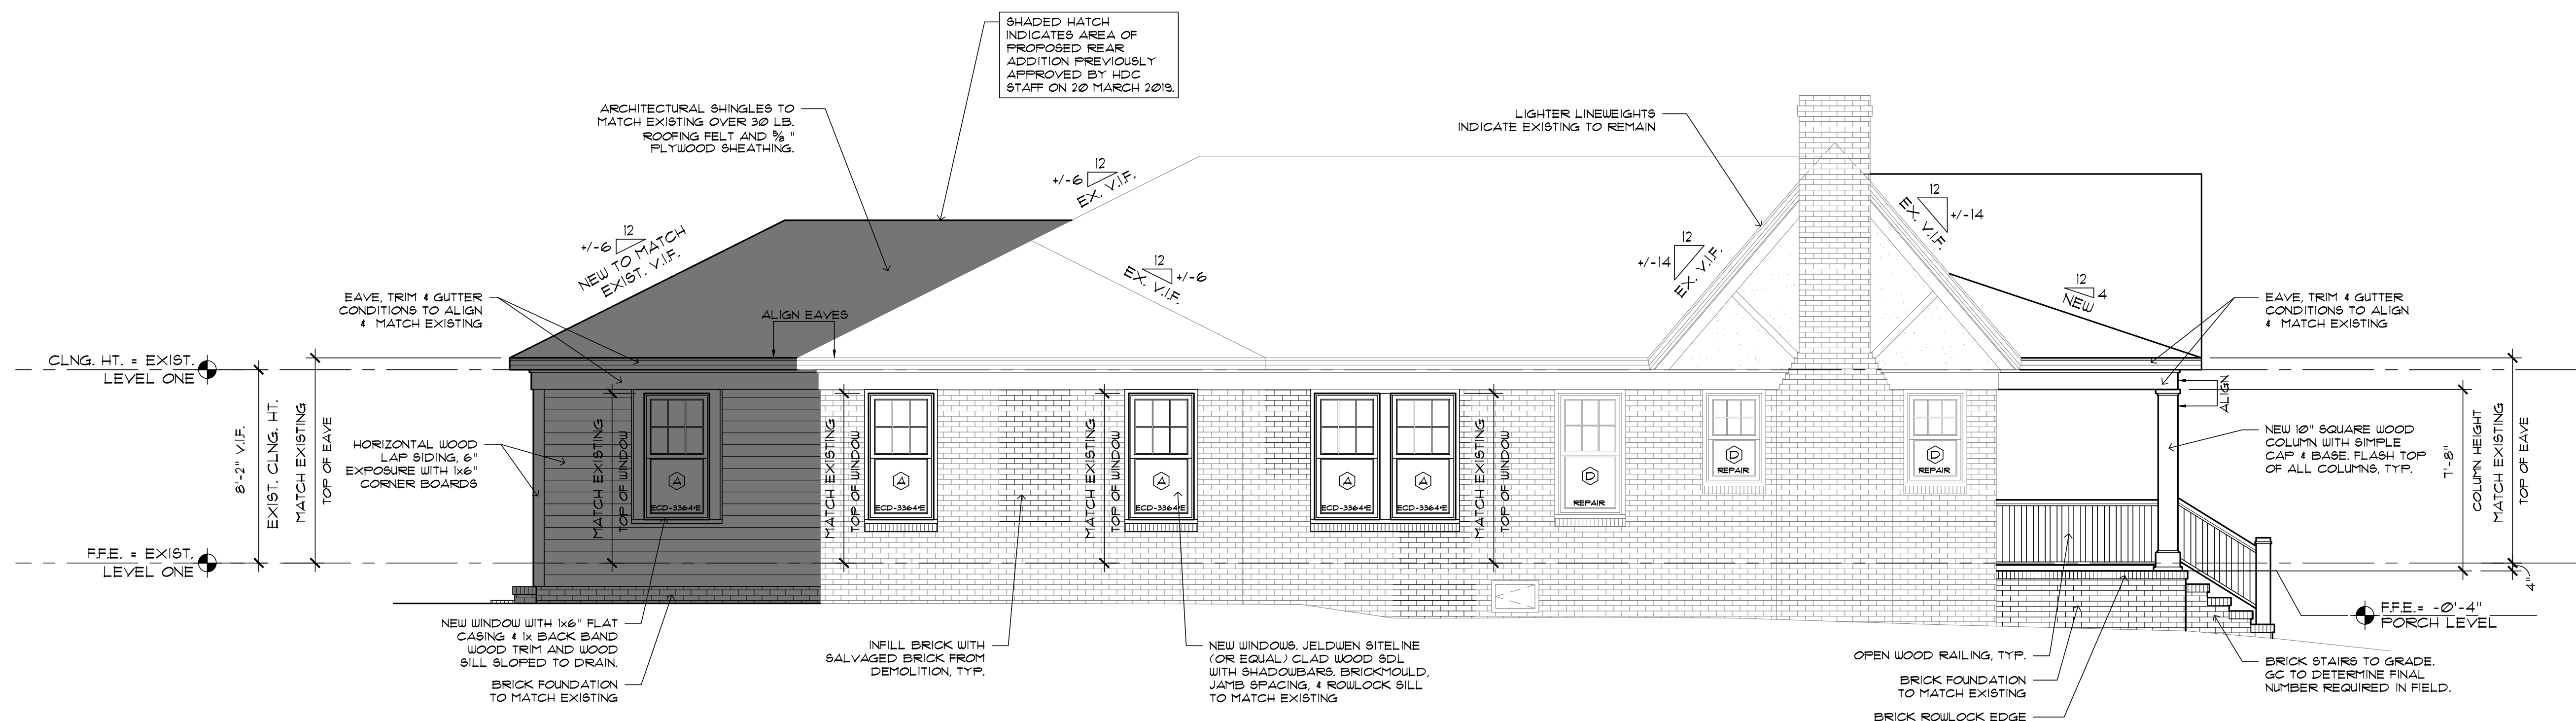 SHADED HATCH
INDICATES AREA OF
PROPOSED REAR
ADDITION PREVIOUSLY
APPROVED BY HDC
STAFF ON 20 MARCH 2019.
ARCHITECTURAL SHINGLES TO
MATCH EXISTING OVER 30 LB.
ROOFING FELT AND 5/8 "
PLYWOOD SHEATHING.
LIGHTER LINEWEIGHTS
INDICATE EXISTING TO REMAIN
12
+/-6
EX. V.I.F.
12
+/-6
NEW TO MATCH
EXIST. V.I.F.
12
+/-6
EX. V.I.F.
12
+/-14
EX. V.I.F.
12
+/-14
EX. V.I.F.
12
4
NEW
EAVE, TRIM & GUTTER
CONDITIONS TO ALIGN
& MATCH EXISTING
ALIGN EAVES
EAVE, TRIM & GUTTER
CONDITIONS TO ALIGN
& MATCH EXISTING
CLNG. HT. = EXIST.
LEVEL ONE
8'-2" V.I.F.
EXIST. CLNG. HT.
MATCH EXISTING
TOP OF EAVE
HORIZONTAL WOOD
LAP SIDING, 6"
EXPOSURE WITH 1x6"
CORNER BOARDS
MATCH EXISTING
TOP OF WINDOW
A
ECD-3364-E
MATCH EXISTING
TOP OF WINDOW
A
ECD-3364-E
MATCH EXISTING
TOP OF WINDOW
A
ECD-3364-E
A
ECD-3364-E
A
ECD-3364-E
MATCH EXISTING
TOP OF WINDOW
D
REPAIR
D
REPAIR
D
REPAIR
ALIGN
NEW 10" SQUARE WOOD
COLUMN WITH SIMPLE
CAP & BASE. FLASH TOP
OF ALL COLUMNS, TYP.
7'-8"
COLUMN HEIGHT
MATCH EXISTING
TOP OF EAVE
4"
F.F.E. = EXIST.
LEVEL ONE
F.F.E.= -0'-4"
PORCH LEVEL
NEW WINDOW WITH 1x6" FLAT
CASING & 1x BACK BAND
WOOD TRIM AND WOOD
SILL SLOPED TO DRAIN.
BRICK FOUNDATION
TO MATCH EXISTING
INFILL BRICK WITH
SALVAGED BRICK FROM
DEMOLITION, TYP.
NEW WINDOWS. JELDWEN SITELINE
(OR EQUAL) CLAD WOOD SDL
WITH SHADOWBARS. BRICKMOULD,
JAMB SPACING, & ROWLOCK SILL
TO MATCH EXISTING
OPEN WOOD RAILING, TYP.
BRICK FOUNDATION
TO MATCH EXISTING
BRICK ROWLOCK EDGE
BRICK STAIRS TO GRADE.
GC TO DETERMINE FINAL
NUMBER REQUIRED IN FIELD.